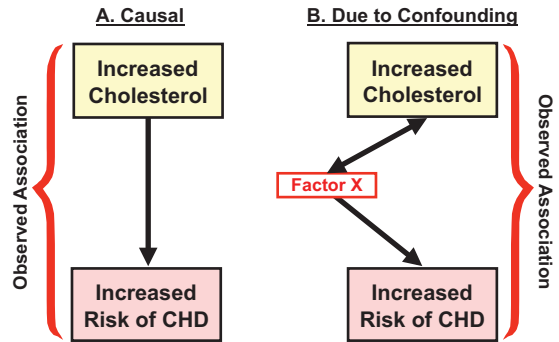 A. Causal
Increased
Cholesterol
Observed Association
Increased
Risk of CHD
B. Due to Confounding
Increased
Cholesterol
Factor X
Observed Association
Increased
Risk of CHD